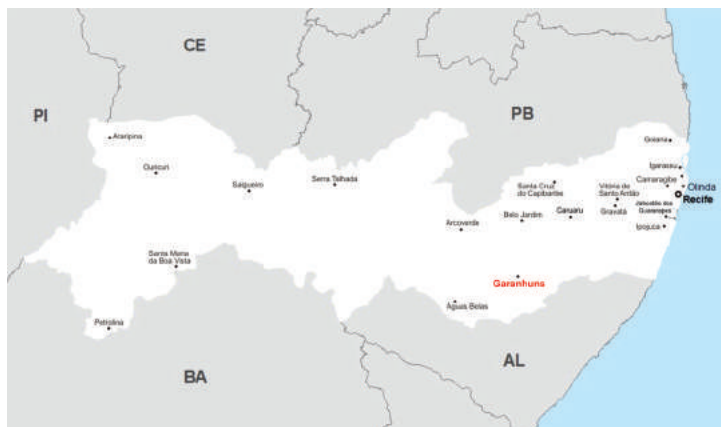 CE
PI
PB
Araripina
Goiana
Ouricuri
Igarassu
Salgueiro
Serra Talhada
Santa Cruz
do Capibaribe
Camaragibe
Olinda
Recife
Vitória de
Santo Antão
Gravatá
Jaboatão dos
Guararapes
Ipojuca
Arcoverde
Belo Jardim
Caruaru
Santa Maria
da Boa Vista
Garanhuns
Águas Belas
Petrolina
BA
AL